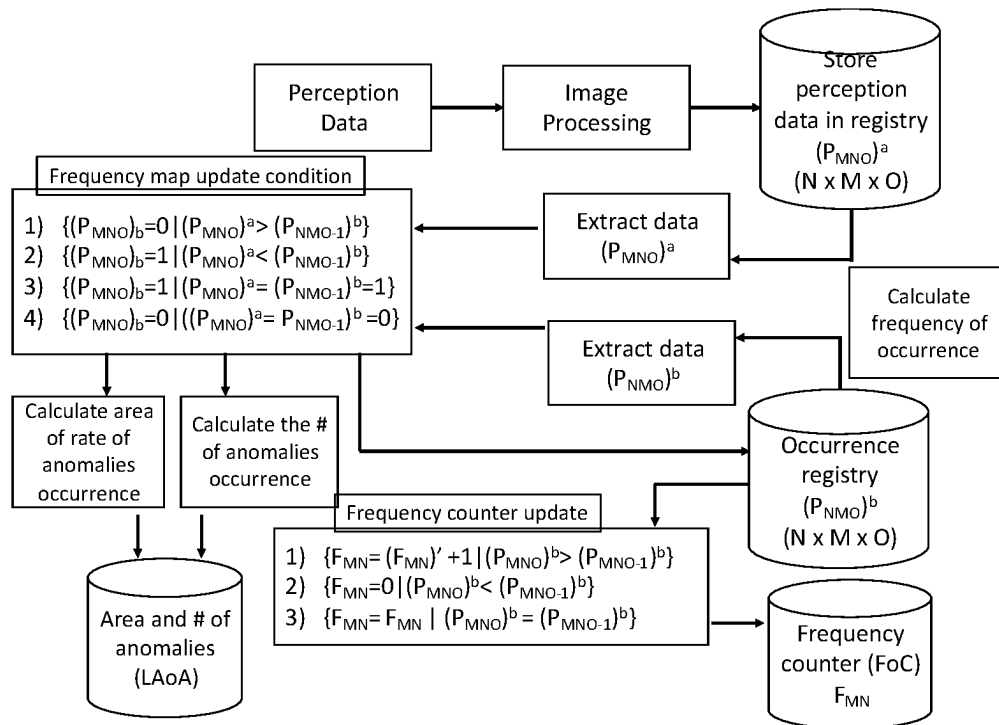 Perception
Data
Image
Processing
Store
perception
data in registry
(P_MNO)^a
(N x M x O)
Frequency map update condition
1) {(P_MNO)_b=0|(P_MNO)^a> (P_NMO-1)^b}
2) {(P_MNO)_b=1|(P_MNO)^a< (P_NMO-1)^b}
3) {(P_MNO)_b=1|(P_MNO)^a= (P_NMO-1)^b=1}
4) {(P_MNO)_b=0|((P_MNO)^a= P_NMO-1)^b =0}
Extract data
(P_MNO)^a
Calculate
frequency of
occurrence
Extract data
(P_NMO)^b
Calculate area
of rate of
anomalies
occurrence
Calculate the #
of anomalies
occurrence
Occurrence
registry
(P_NMO)^b
(N x M x O)
Frequency counter update
1) {F_MN= (F_MN)’ +1|(P_MNO)^b> (P_MNO-1)^b}
2) {F_MN=0|(P_MNO)^b< (P_MNO-1)^b}
3) {F_MN= F_MN | (P_MNO)^b = (P_MNO-1)^b}
Area and # of
anomalies
(LAoA)
Frequency
counter (FoC)
F_MN